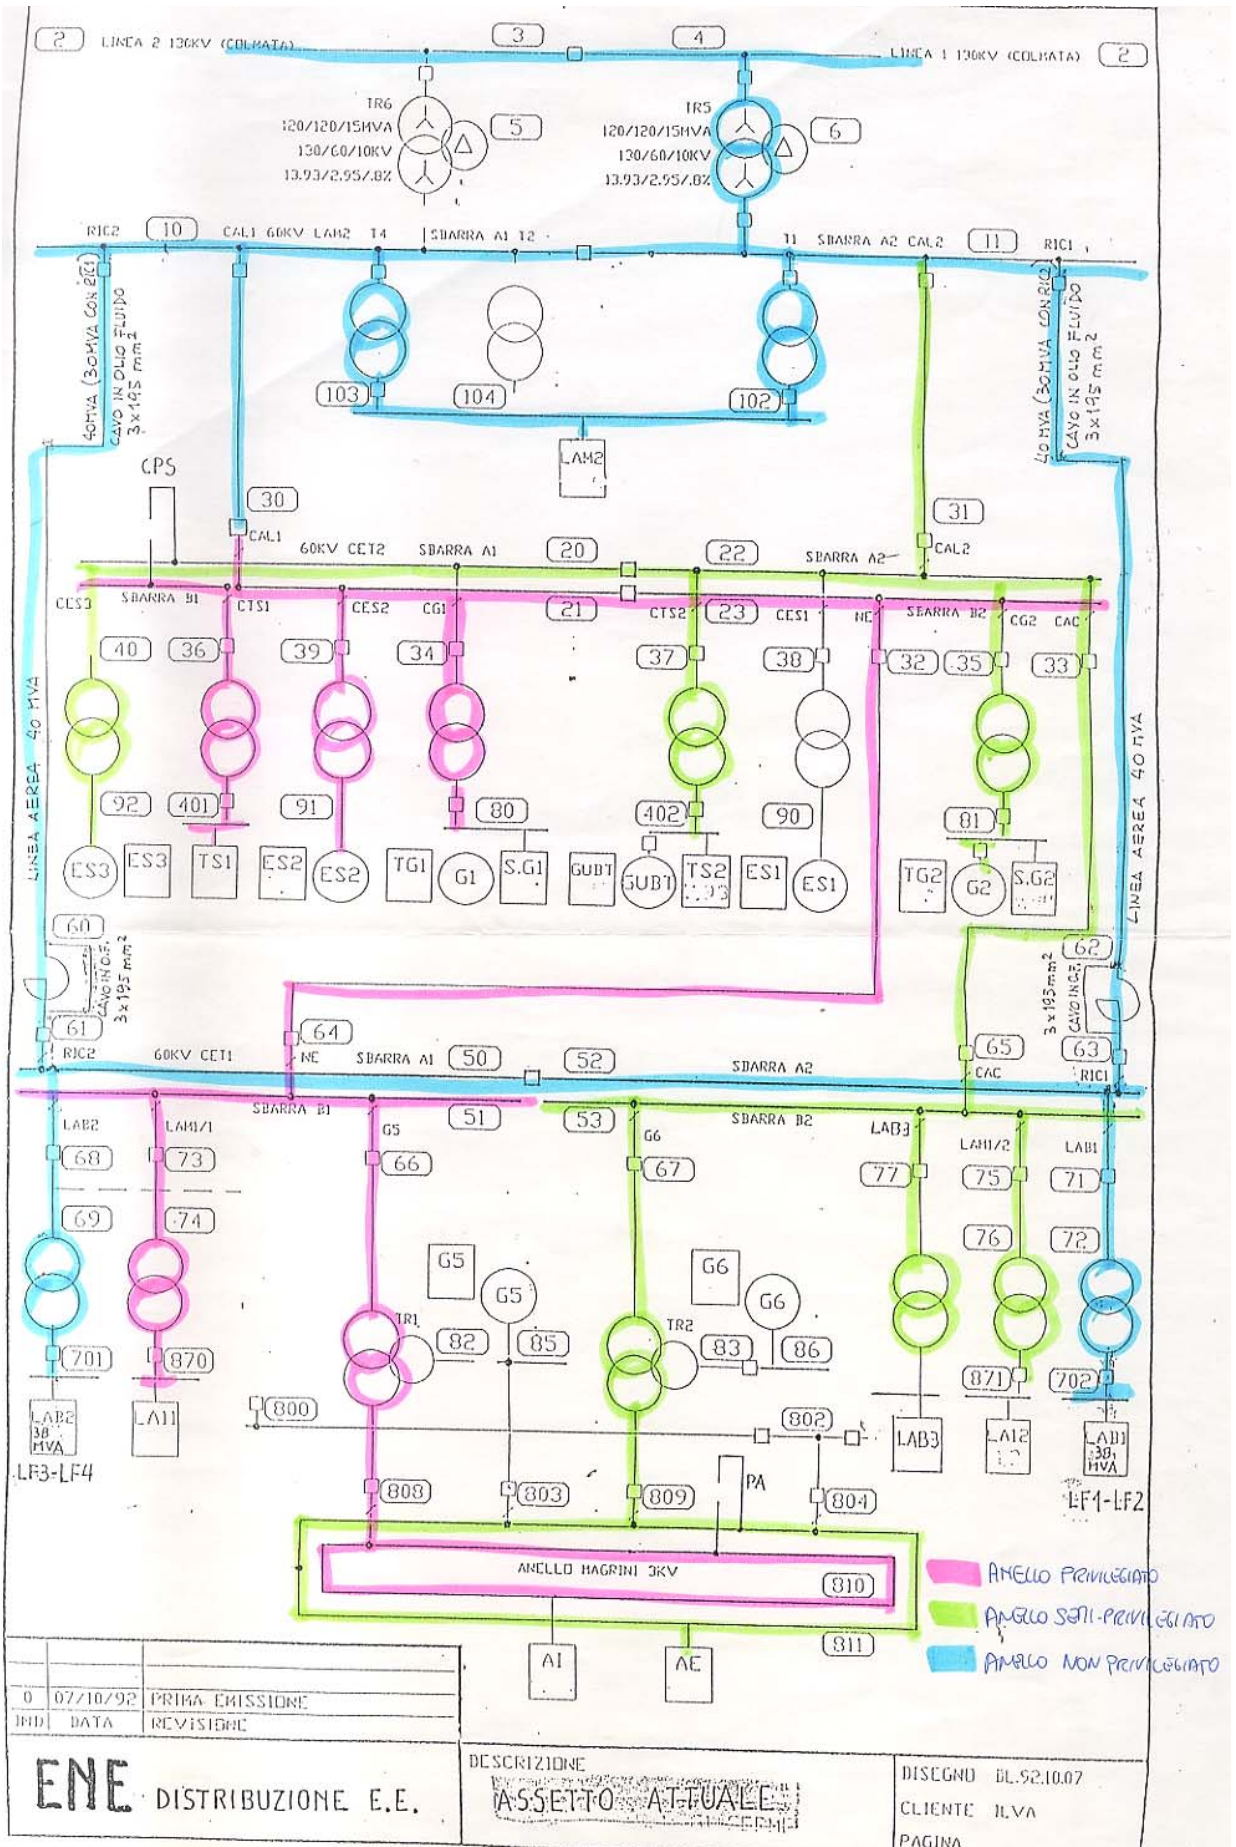 2 LINEA 2 130KV (COLMATA) 3 4 LINEA 1 130KV (COLMATA) 2
TR6
120/120/15MVA
130/60/10KV
13.93/2.95/.8%
5
TR5
120/120/15MVA
130/60/10KV
13.93/2.95/.8%
6
RIC2 10 CAL1 60KV LAM2 T4 SBARRA A1 T2 T1 SBARRA A2 CAL2 11 RIC1
40MVA (30MVA CON RIC1)
CAVO IN OLIO FLUIDO
3x195 mm2
40MVA (30MVA CON RIC2)
CAVO IN OLIO FLUIDO
3x195 mm2
103 104 102
LAM2
CPS
30 31
CAL1 CAL2
60KV CET2 SBARRA A1 20 22 SBARRA A2
CES3 SBARRA B1 CTS1 CES2 CG1 21 CTS2 23 CES1 NE SBARRA B2 CG2 CAC
40 36 39 34 37 38 32 35 33
LINEA AEREA 40 MVA
LINEA AEREA 40 MVA
92 401 91 80 402 90 81
ES3 ES3 TS1 ES2 ES2 TG1 G1 S.G1 GUBT GUBT TS2 ES1 ES1 TG2 G2 S.G2
60
CAVO IN O.F.
3x195 mm2
62
CAVO IN O.F.
3x195mm2
61 64 65 63
RIC2 60KV CET1 NE SBARRA A1 50 52 SBARRA A2 CAC RIC1
SBARRA B1 51 53 SBARRA B2
LAB2 LAM1/1 G5 G6 LAB3 LAM1/2 LAB1
68 73 66 67 77 75 71
69 74 76 72
G5 G5 G6 G6
TR1 82 85 TR2 83 86
701 870 871 702
800 802
LAB2
38
MVA
LA11 LAB3 LA12
LAB1
38
MVA
LF3-LF4 LF1-LF2
808 803 809 PA 804
ANELLO MAGRINI 3KV 810
811
AI AE
ANELLO PRIVILEGIATO
ANELLO SEMI-PRIVILEGIATO
ANELLO NON PRIVILEGIATO
0 07/10/92 PRIMA EMISSIONE
IND DATA REVISIONE
ENE DISTRIBUZIONE E.E.
DESCRIZIONE
ASSETTO ATTUALE
DISEGNO DL.92.10.07
CLIENTE ILVA
PAGINA